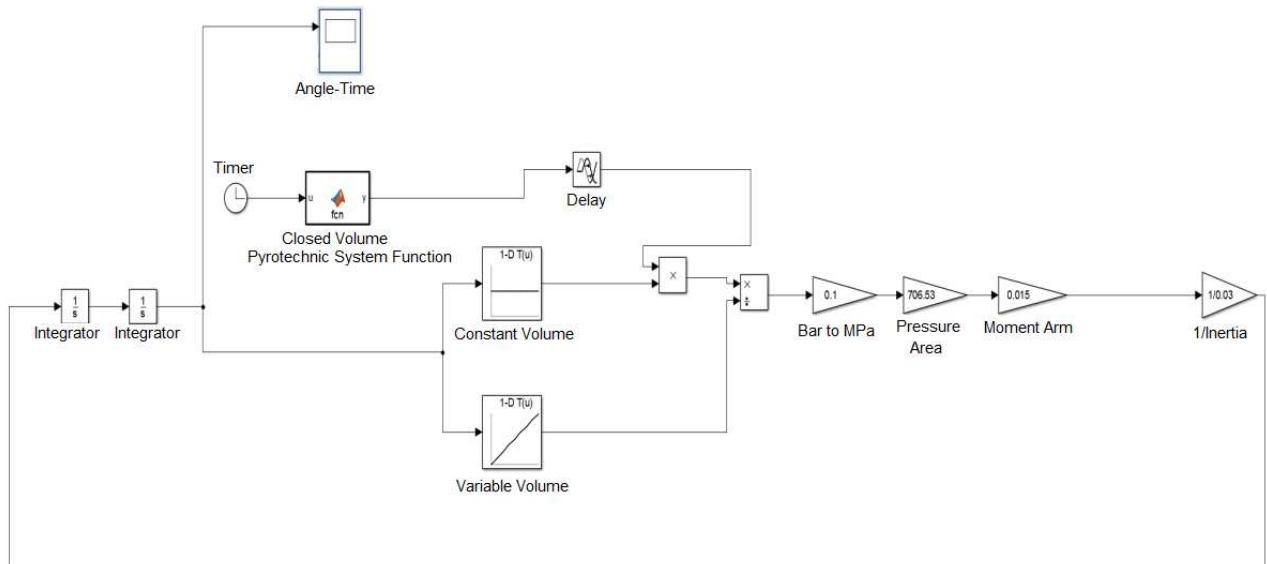 Angle-Time
Timer
u
fcn
y
Closed Volume
Pyrotechnic System Function
Delay
1
s
Integrator
1
s
Integrator
1-D T(u)
Constant Volume
×
×
÷
0.1
Bar to MPa
706.53
Pressure
Area
0.015
Moment Arm
1/0.03
1/Inertia
1-D T(u)
Variable Volume